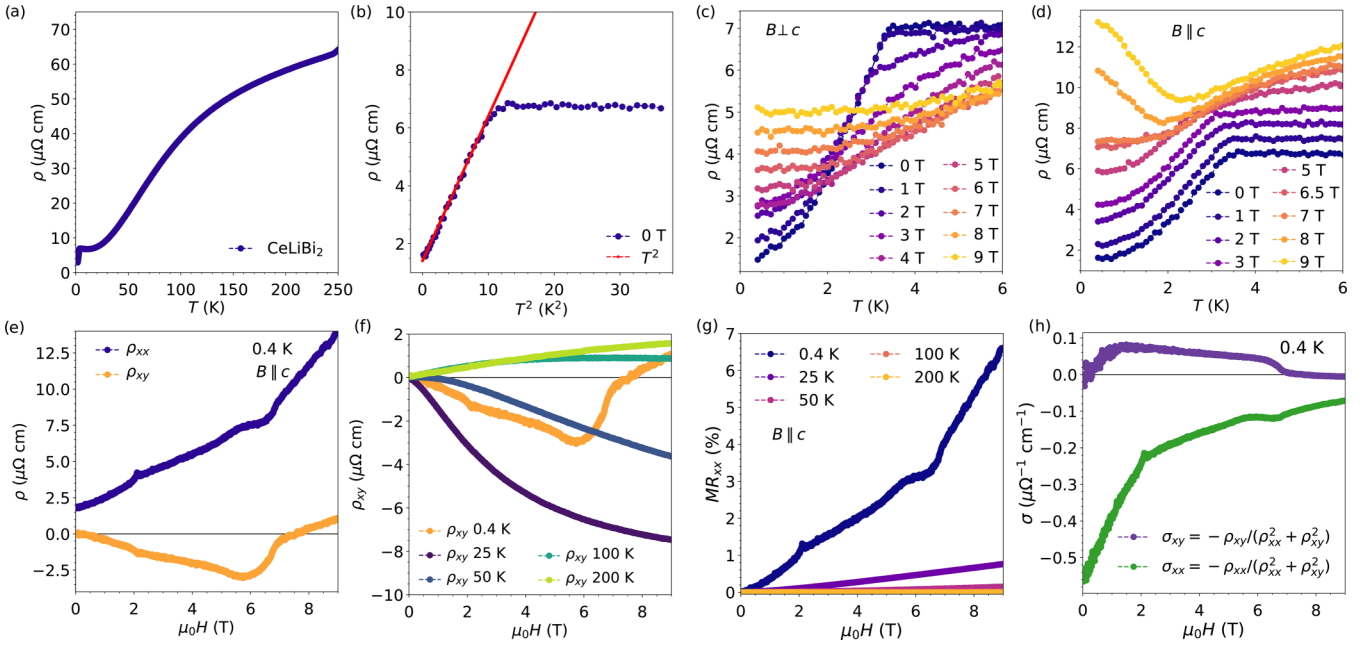 (a)
ρ (μΩ cm)
70
60
50
40
30
20
10
0
CeLiBi₂
0 50 100 150 200 250
T (K)
(b)
ρ (μΩ cm)
10
8
6
4
2
0 T
T²
0 10 20 30
T² (K²)
(c)
B⊥c
ρ (μΩ cm)
7
6
5
4
3
2
1
0 T 5 T
1 T 6 T
2 T 7 T
3 T 8 T
4 T 9 T
0 2 4 6
T (K)
(d)
B ∥ c
ρ (μΩ cm)
12
10
8
6
4
2
5 T
0 T 6.5 T
1 T 7 T
2 T 8 T
3 T 9 T
0 1 2 3 4 5 6
T (K)
(e)
ρxx 0.4 K
ρxy B ∥ c
ρ (μΩ cm)
12.5
10.0
7.5
5.0
2.5
0.0
−2.5
0 2 4 6 8
μ₀H (T)
(f)
ρxy (μΩ cm)
2
0
−2
−4
−6
−8
−10
ρxy 0.4 K
ρxy 25 K ρxy 100 K
ρxy 50 K ρxy 200 K
0 2 4 6 8
μ₀H (T)
(g)
MRxx (%)
7
6
5
4
3
2
1
0
0.4 K 100 K
25 K 200 K
50 K
B ∥ c
0 2 4 6 8
μ₀H (T)
(h)
0.4 K
σ (μΩ⁻¹ cm⁻¹)
0.1
0.0
−0.1
−0.2
−0.3
−0.4
−0.5
σxy = − ρxy/(ρ²xx + ρ²xy)
σxx = − ρxx/(ρ²xx + ρ²xy)
0 2 4 6 8
μ₀H (T)